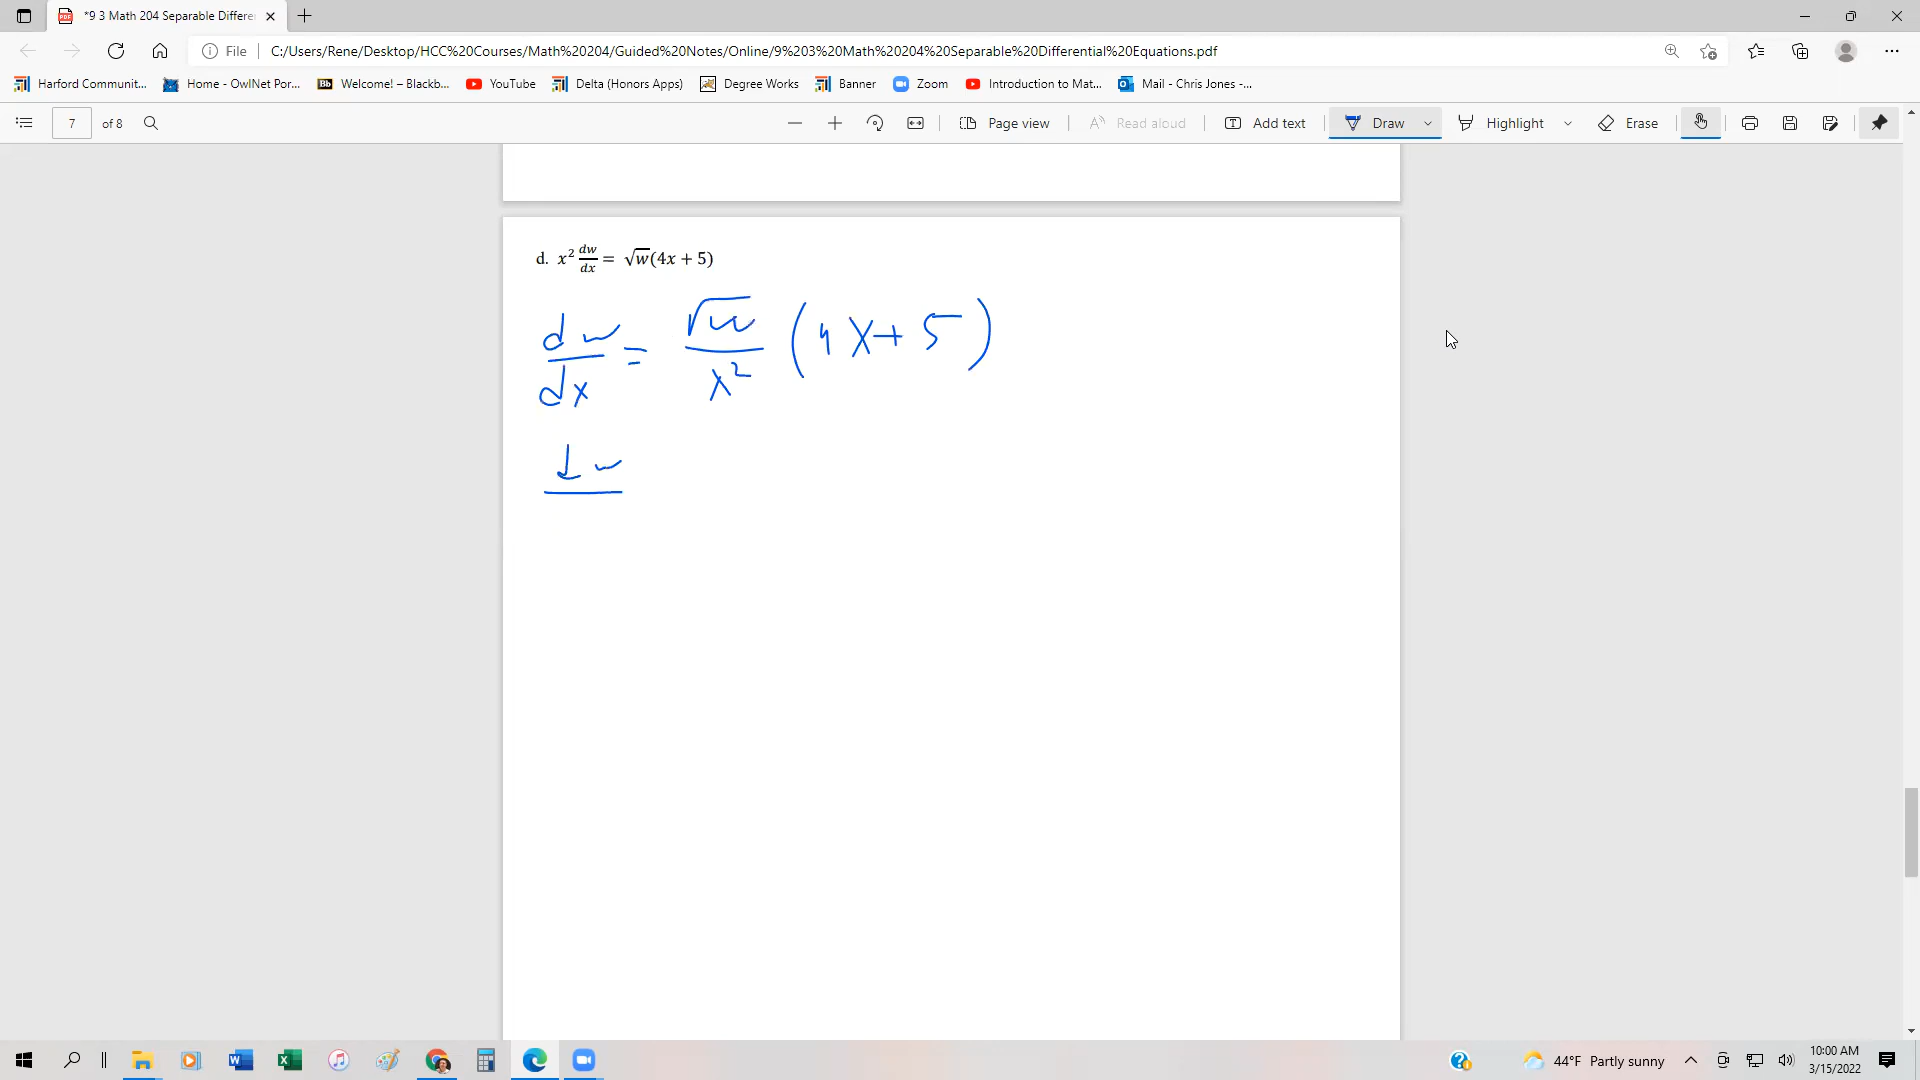 *9 3 Math 204 Separable Differe
File C:/Users/Rene/Desktop/HCC%20Courses/Math%20204/Guided%20Notes/Online/9%203%20Math%20204%20Separable%20Differential%20Equations.pdf
Harford Communit... Home - OwlNet Por... Bb Welcome! – Blackb... YouTube Delta (Honors Apps) Degree Works Banner Zoom Introduction to Mat... Mail - Chris Jones -...
7 of 8 Page view Read aloud Add text Draw Highlight Erase
d. x² dw/dx = √w(4x + 5)
dw/dx = √w/x² (4x + 5)
dw
44°F Partly sunny 10:00 AM
3/15/2022